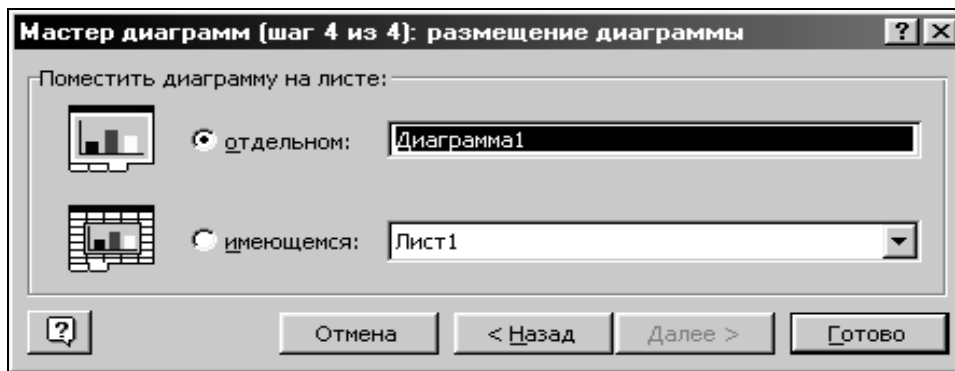 Мастер диаграмм (шаг 4 из 4): размещение диаграммы
Поместить диаграмму на листе:
отдельном: Диаграмма1
имеющемся: Лист1
Отмена < Назад Далее > Готово